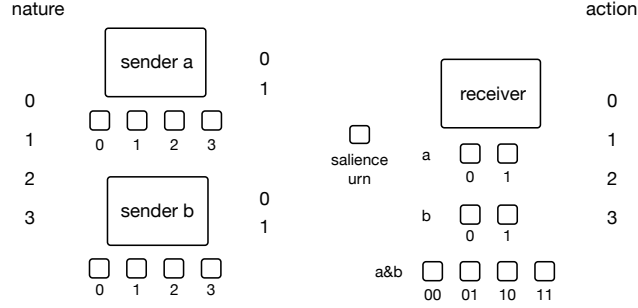 nature
action
sender a
0
1
0 1 2 3
0
1
2
3
sender b
0
1
0 1 2 3
salience
urn
receiver
a
0 1
b
0 1
a&b
00 01 10 11
0
1
2
3